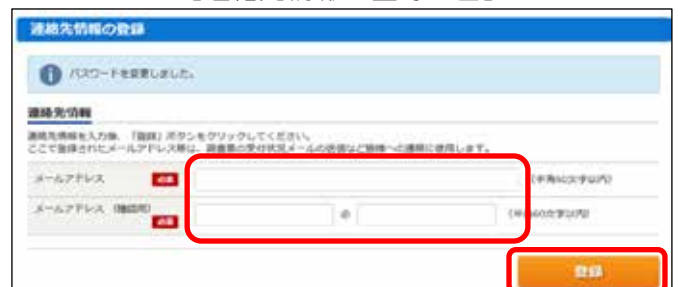 連絡先情報の登録
パスワードを変更しました。
連絡先情報
連絡先情報を入力後、「登録」ボタンをクリックしてください。
ここで登録されたメールアドレス等は、調査票の受付状況メールの送信など皆様への連絡に使用します。
メールアドレス 必須 (半角60文字以内)
メールアドレス (確認用) 必須 @ (半角60文字以内)
登録